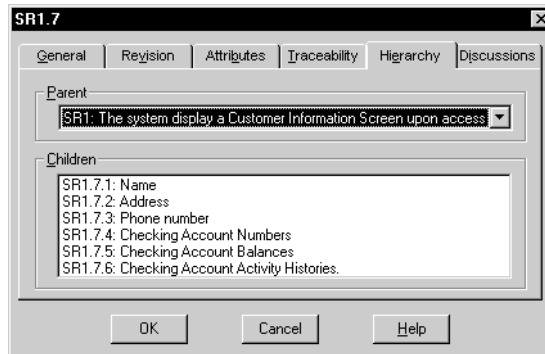 SR1.7
General Revision Attributes Traceability Hierarchy Discussions
Parent
SR1: The system display a Customer Information Screen upon access
Children
SR1.7.1: Name
SR1.7.2: Address
SR1.7.3: Phone number
SR1.7.4: Checking Account Numbers
SR1.7.5: Checking Account Balances
SR1.7.6: Checking Account Activity Histories.
OK Cancel Help